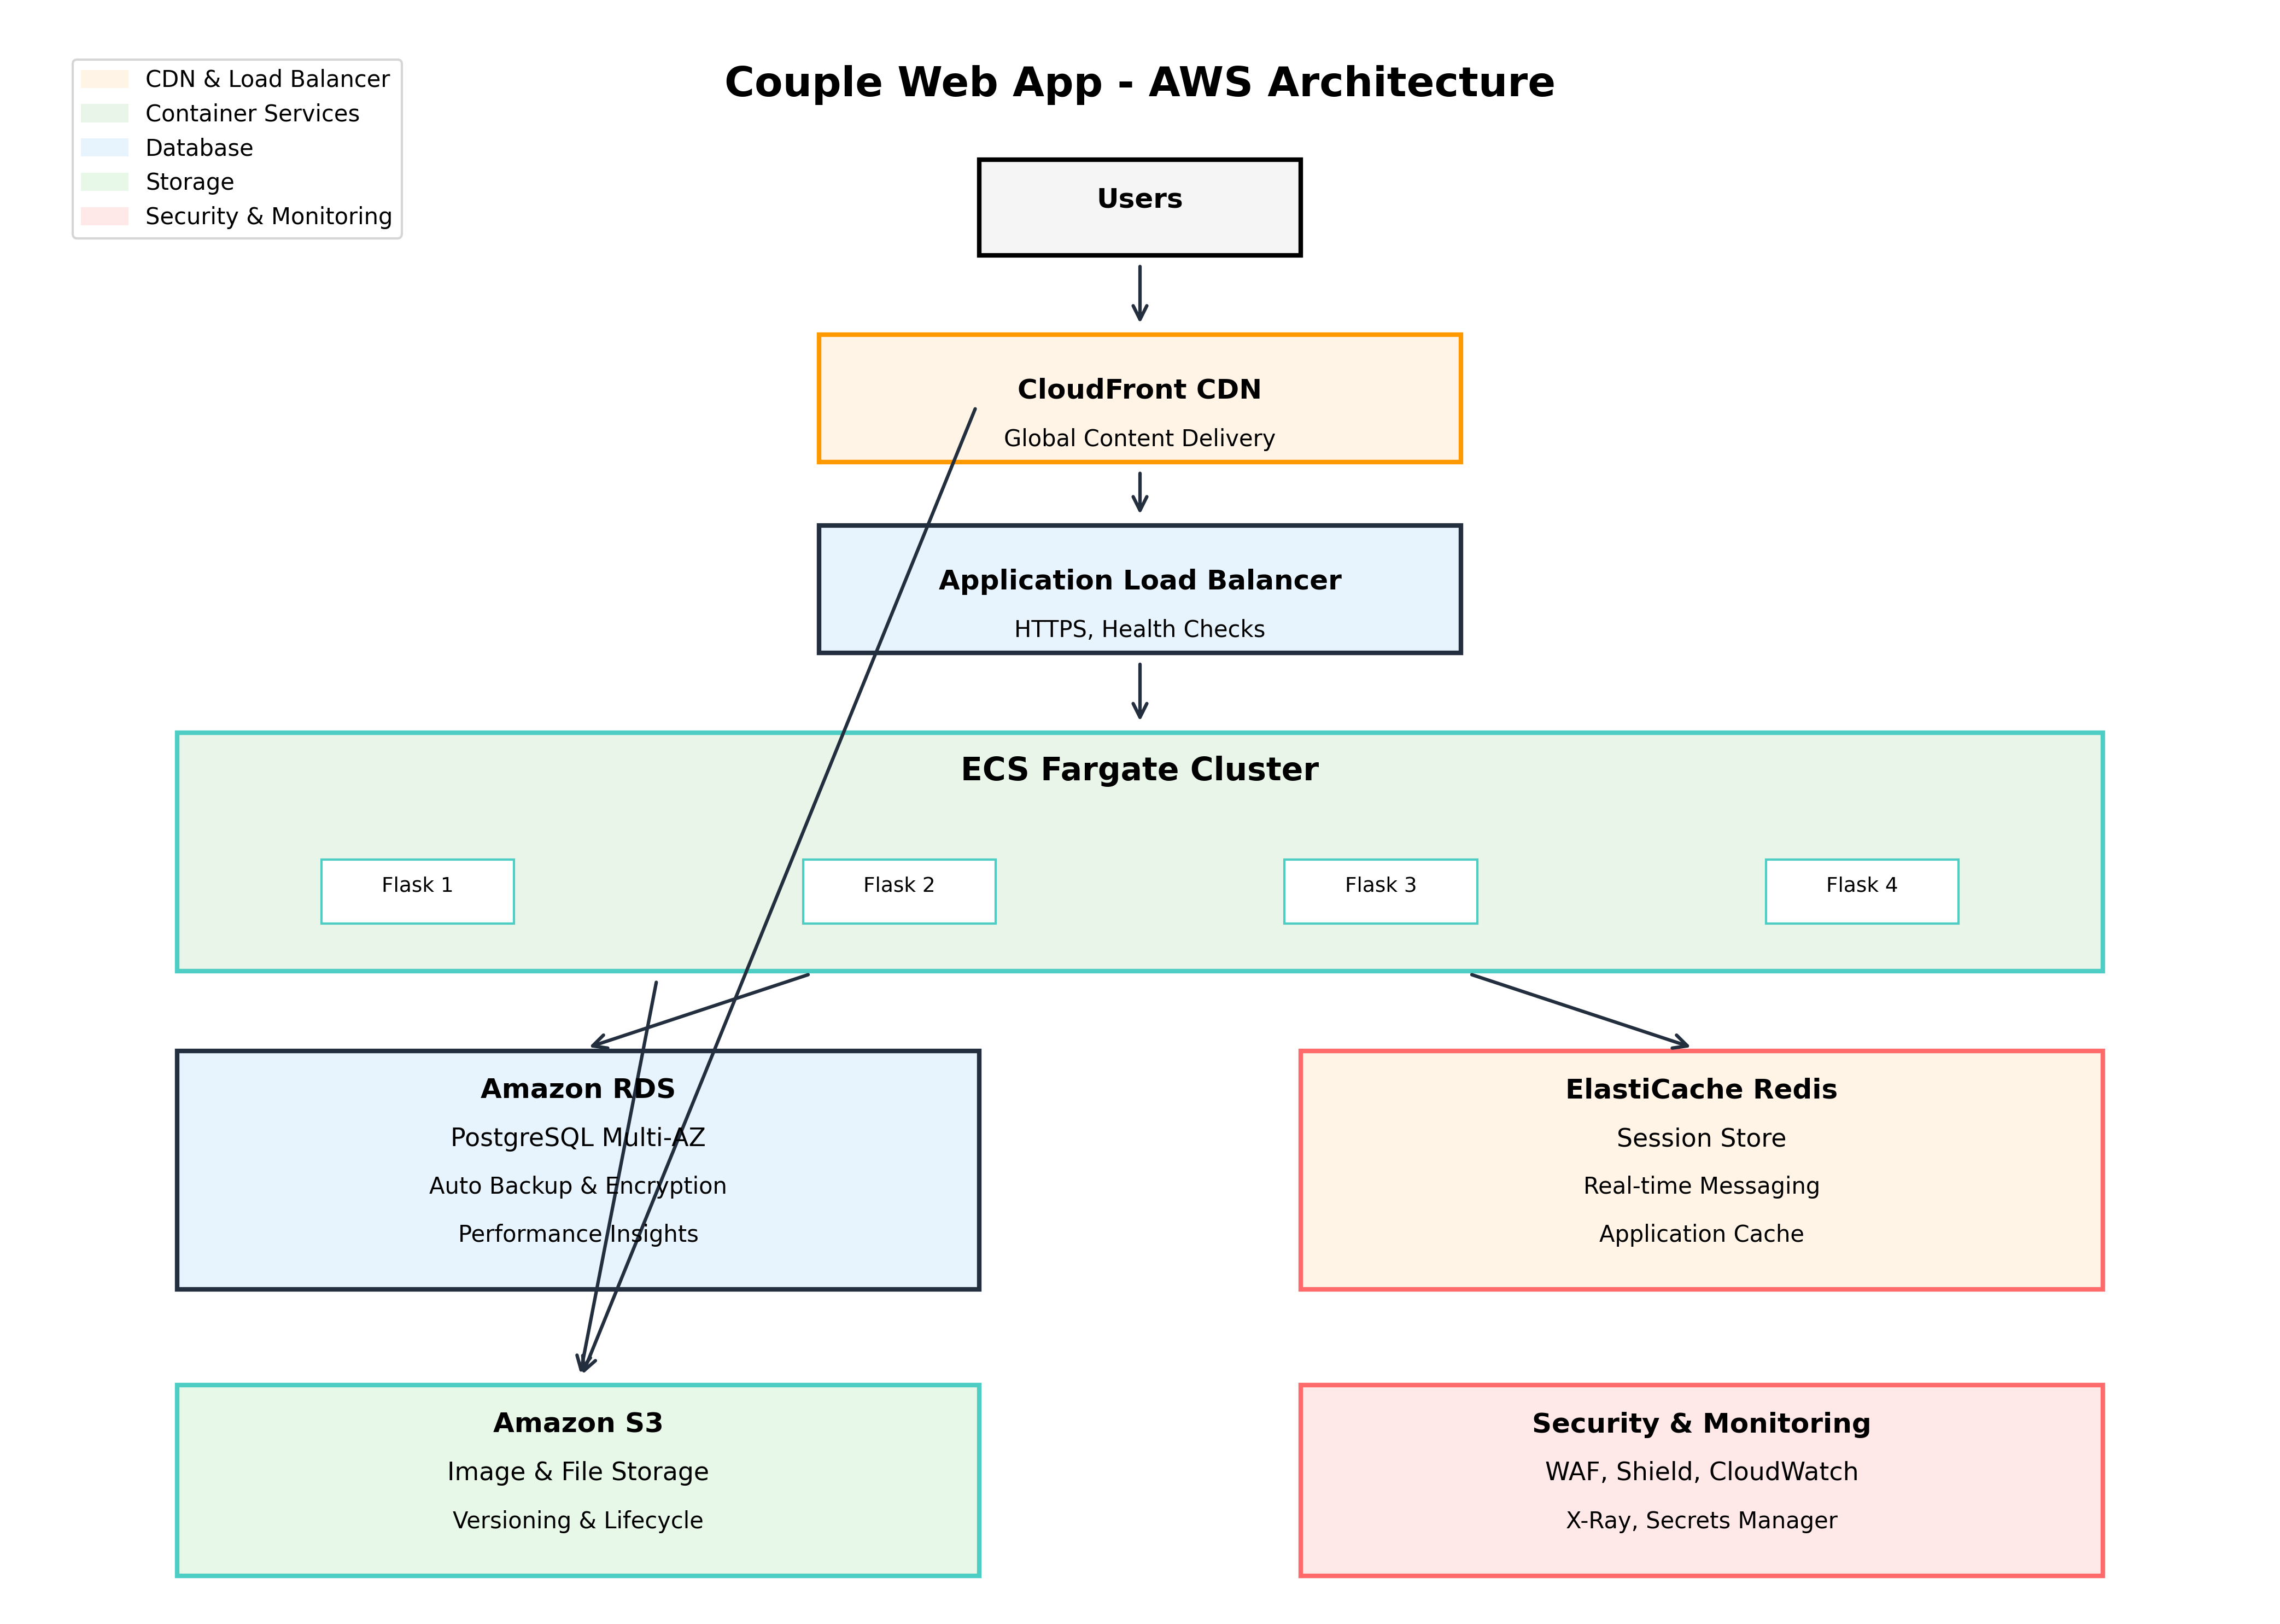 Couple Web App - AWS Architecture
CDN & Load Balancer
Container Services
Database
Storage
Security & Monitoring
Users
CloudFront CDN
Global Content Delivery
Application Load Balancer
HTTPS, Health Checks
ECS Fargate Cluster
Flask 1
Flask 2
Flask 3
Flask 4
Amazon RDS
PostgreSQL Multi-AZ
Auto Backup & Encryption
Performance Insights
ElastiCache Redis
Session Store
Real-time Messaging
Application Cache
Amazon S3
Image & File Storage
Versioning & Lifecycle
Security & Monitoring
WAF, Shield, CloudWatch
X-Ray, Secrets Manager